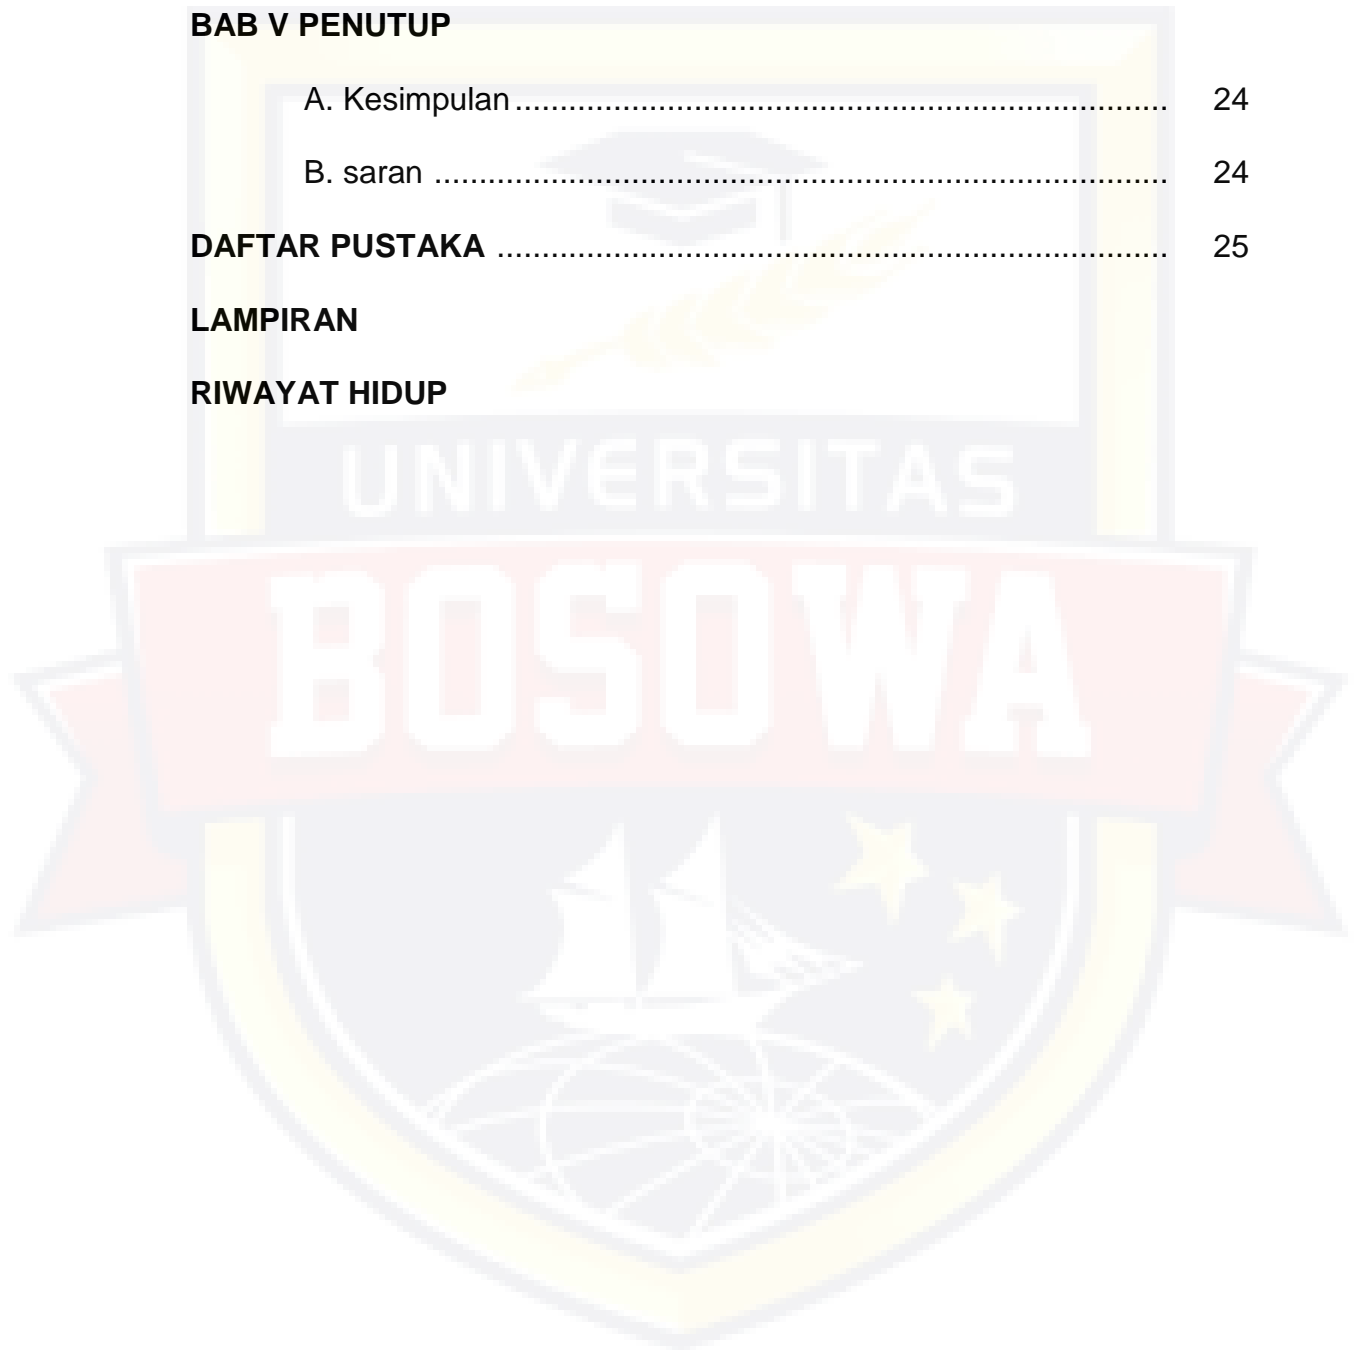 BAB V PENUTUP
A. Kesimpulan......................................................................... 24
B. saran .................................................................................. 24
DAFTAR PUSTAKA ........................................................................... 25
LAMPIRAN
RIWAYAT HIDUP
UNIVERSITAS
BOSOWA